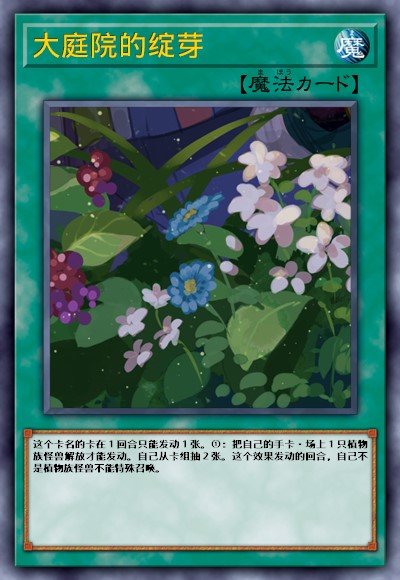 大庭院的绽芽
魔
【魔法カード】
まほう
这个卡名的卡在１回合只能发动１张。①：把自己的手卡・场上１只植物
族怪兽解放才能发动。自己从卡组抽２张。这个效果发动的回合，自己不
是植物族怪兽不能特殊召唤。